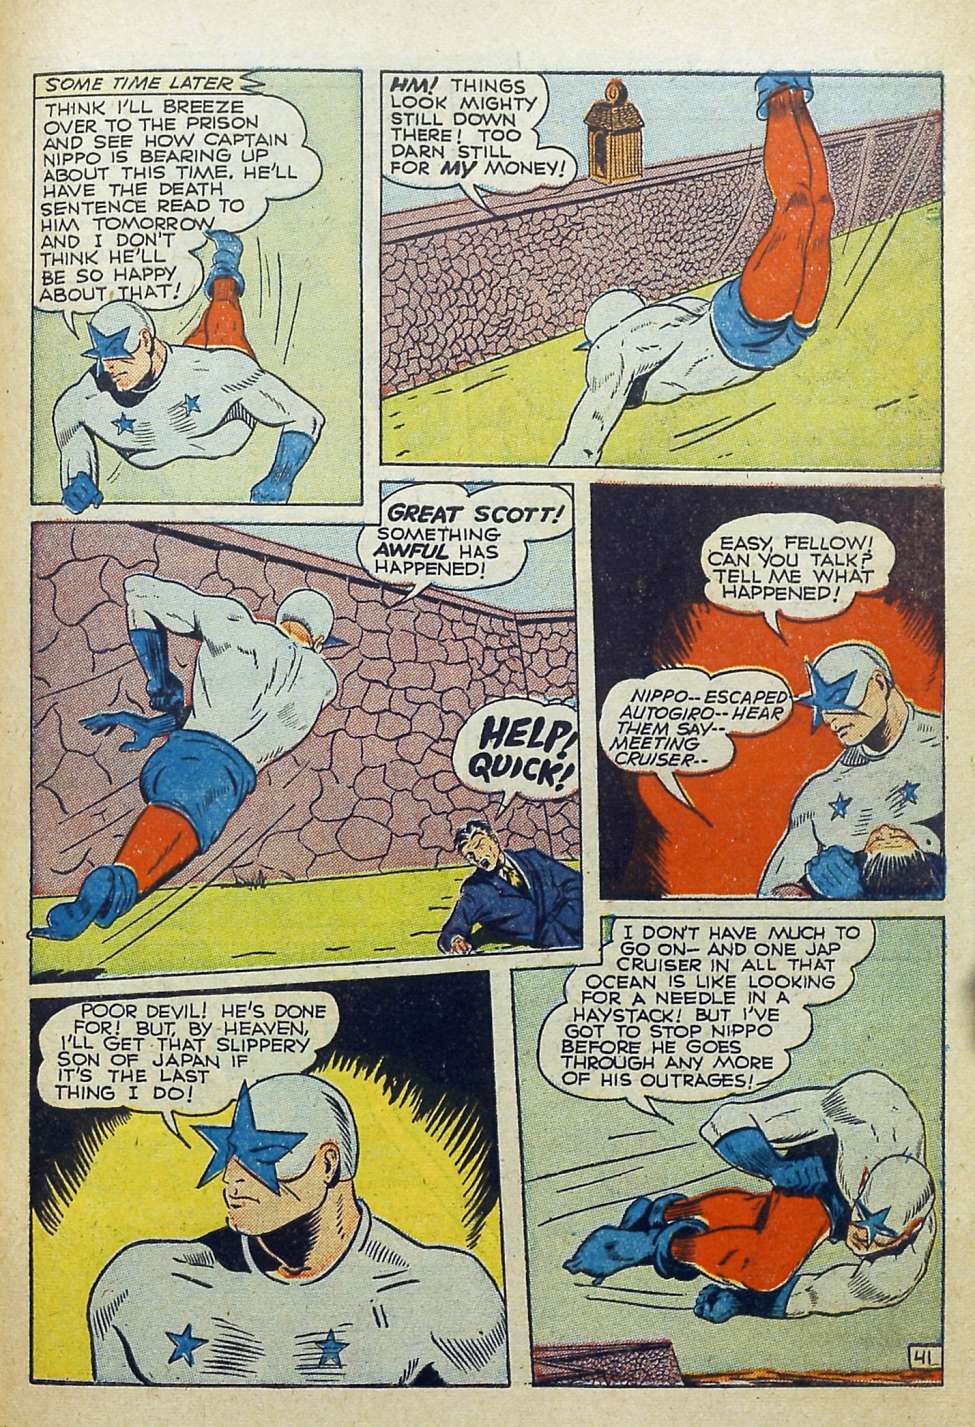 SOME TIME LATER
THINK I'LL BREEZE
OVER TO THE PRISON
AND SEE HOW CAPTAIN
NIPPO IS BEARING UP
ABOUT THIS TIME. HE'LL
HAVE THE DEATH
SENTENCE READ TO
HIM TOMORROW
AND I DON'T
THINK HE'LL
BE SO HAPPY
ABOUT THAT!
HM! THINGS
LOOK MIGHTY
STILL DOWN
THERE! TOO
DARN STILL
FOR MY MONEY!
GREAT SCOTT!
SOMETHING
AWFUL HAS
HAPPENED!
HELP!
QUICK!
EASY, FELLOW!
CAN YOU TALK?
TELL ME WHAT
HAPPENED!
NIPPO--ESCAPED
AUTOGIRO--HEAR
THEM SAY--
MEETING
CRUISER--
POOR DEVIL! HE'S DONE
FOR! BUT, BY HEAVEN,
I'LL GET THAT SLIPPERY
SON OF JAPAN IF
IT'S THE LAST
THING I DO!
I DON'T HAVE MUCH TO
GO ON- AND ONE JAP
CRUISER IN ALL THAT
OCEAN IS LIKE LOOKING
FOR A NEEDLE IN A
HAYSTACK! BUT I'VE
GOT TO STOP NIPPO
BEFORE HE GOES
THROUGH ANY MORE
OF HIS OUTRAGES!
41